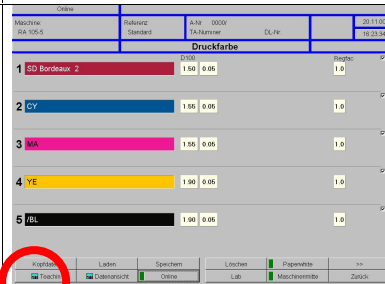 Online
Maschine: Referenz A-Nr 0000/ 20.11.00
RA 105-5 Standard TA-Nummer DL-Nr. 16:23:34
Druckfarbe
D100 Regfac
1 SD Bordeaux 2 1.50 0.05 1.0
2 CY 1.55 0.05 1.0
3 MA 1.55 0.05 1.0
4 YE 1.90 0.05 1.0
5 /BL 1.90 0.05 1.0
Kopfdaten Laden Speichern Löschen Papierwhite >>
Teachin Datenansicht Online Lab Maschinenmitte Zurück